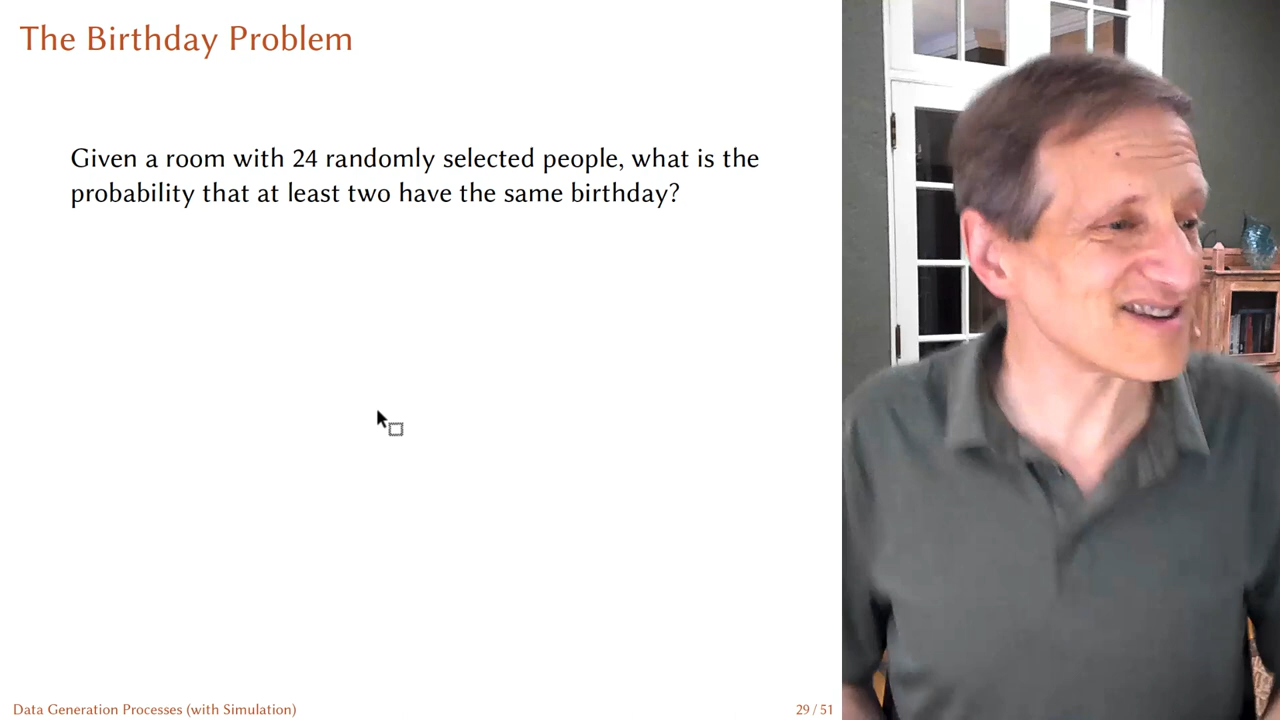 The Birthday Problem
Given a room with 24 randomly selected people, what is the
probability that at least two have the same birthday?
Data Generation Processes (with Simulation)
29 / 51